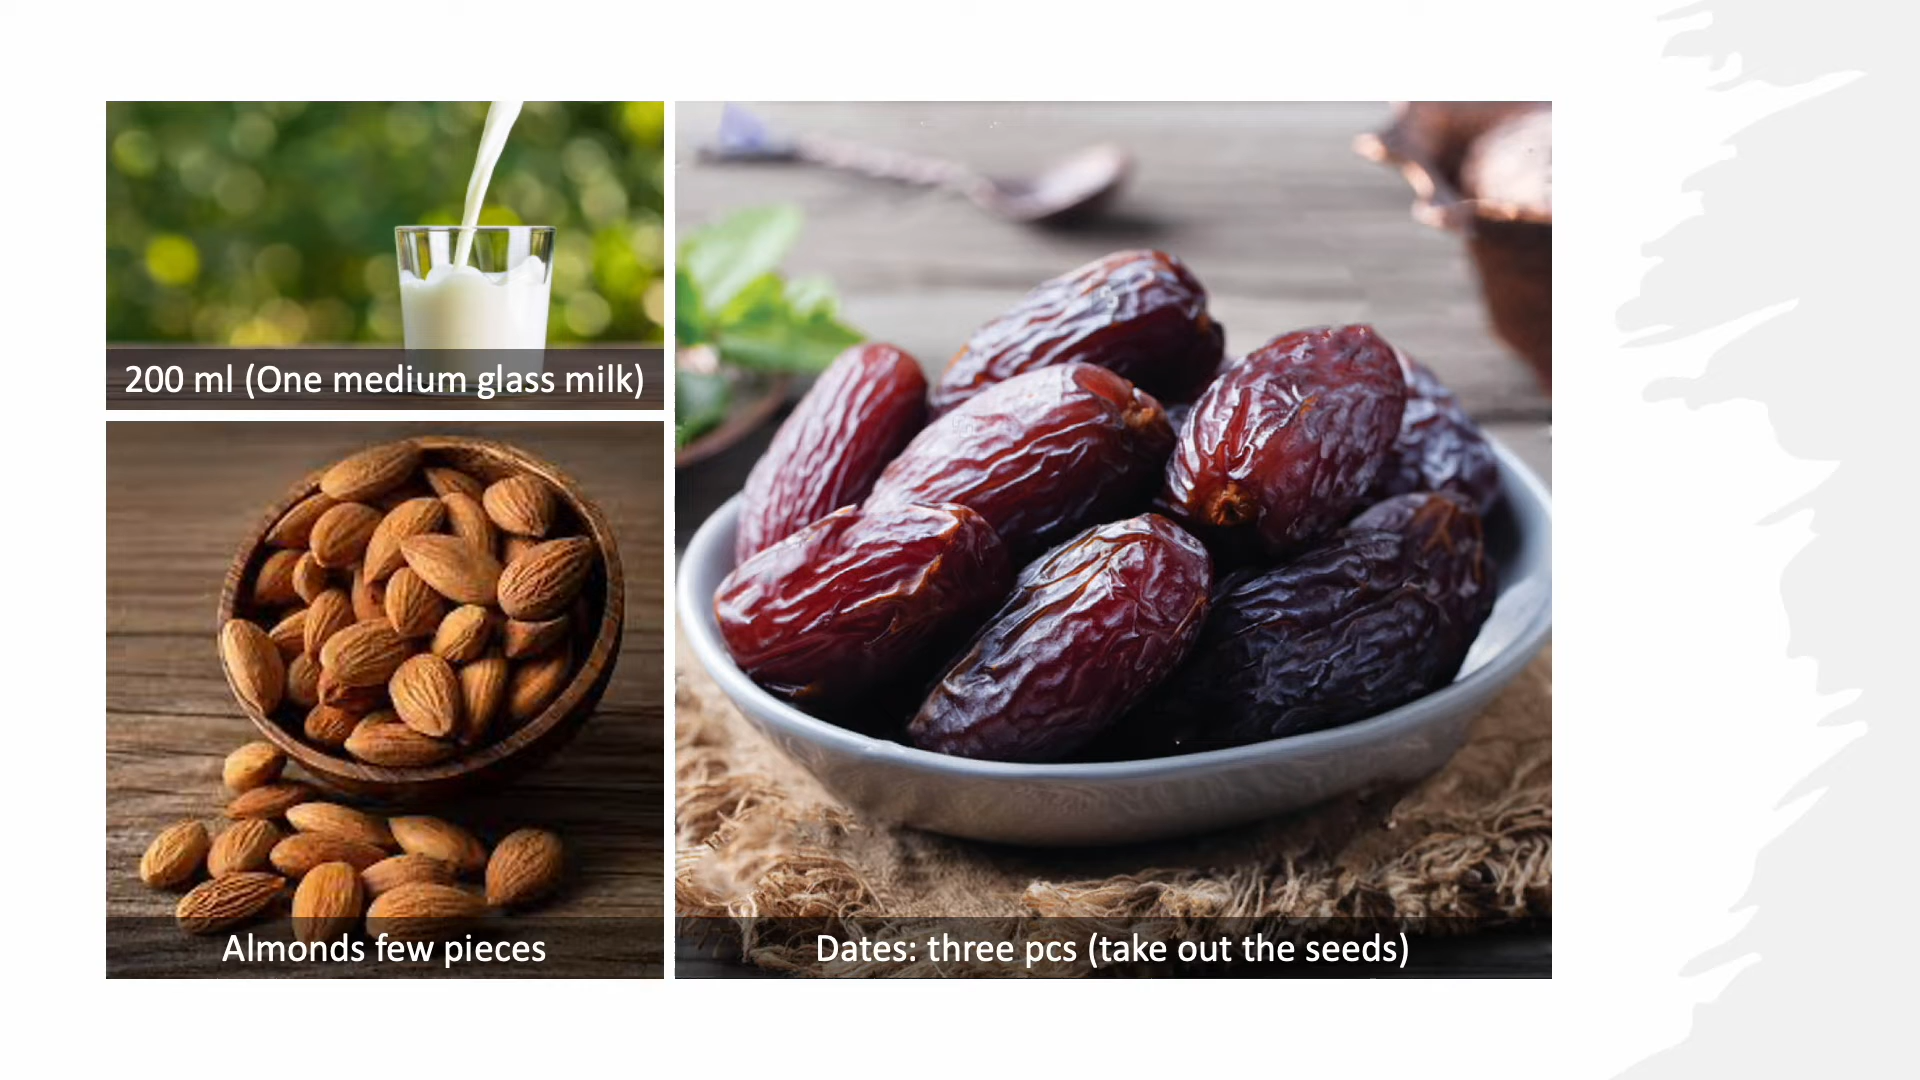 200 ml (One medium glass milk)
Almonds few pieces
Dates: three pcs (take out the seeds)